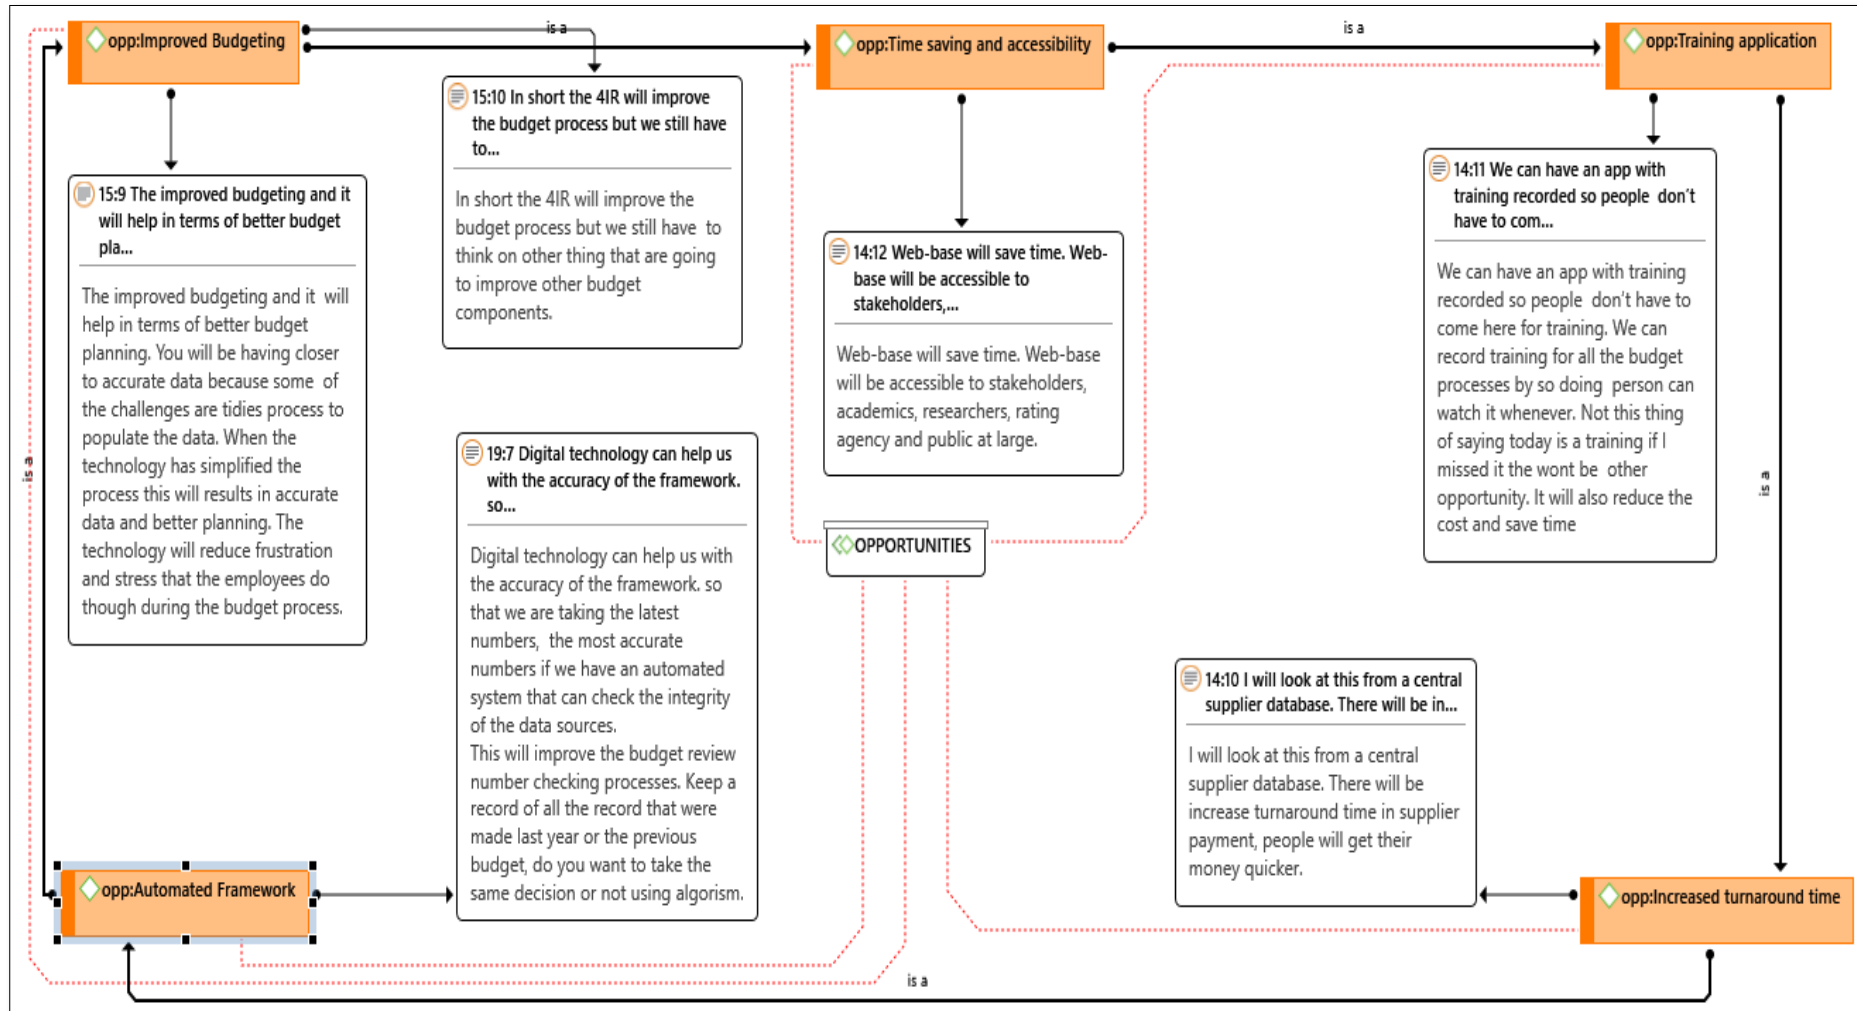 opp:Improved Budgeting
is a
opp:Time saving and accessibility
is a
opp:Training application
15:10 In short the 4IR will improve
the budget process but we still have
to...
In short the 4IR will improve the
budget process but we still have  to
think on other thing that are going
to improve other budget
components.
15:9 The improved budgeting and it
will help in terms of better budget
pla...
The improved budgeting and it  will
help in terms of better budget
planning. You will be having closer
to accurate data because some  of
the challenges are tidies process to
populate the data. When the
technology has simplified the
process this will results in accurate
data and better planning. The
technology will reduce frustration
and stress that the employees do
though during the budget process.
14:12 Web-base will save time. Web-
base will be accessible to
stakeholders,...
Web-base will save time. Web-base
will be accessible to stakeholders,
academics, researchers, rating
agency and public at large.
14:11 We can have an app with
training recorded so people  don't
have to com...
We can have an app with training
recorded so people  don't have to
come here for training. We can
record training for all the budget
processes by so doing  person can
watch it whenever. Not this thing
of saying today is a training if I
missed it the wont be  other
opportunity. It will also reduce the
cost and save time
is a
is a
19:7 Digital technology can help us
with the accuracy of the framework.
so...
Digital technology can help us with
the accuracy of the framework. so
that we are taking the latest
numbers,  the most accurate
numbers if we have an automated
system that can check the integrity
of the data sources.
This will improve the budget review
number checking processes. Keep a
record of all the record that were
made last year or the previous
budget, do you want to take the
same decision or not using algorism.
OPPORTUNITIES
14:10 I will look at this from a central
supplier database. There will be in...
I will look at this from a central
supplier database. There will be
increase turnaround time in supplier
payment, people will get their
money quicker.
opp:Automated Framework
opp:Increased turnaround time
is a